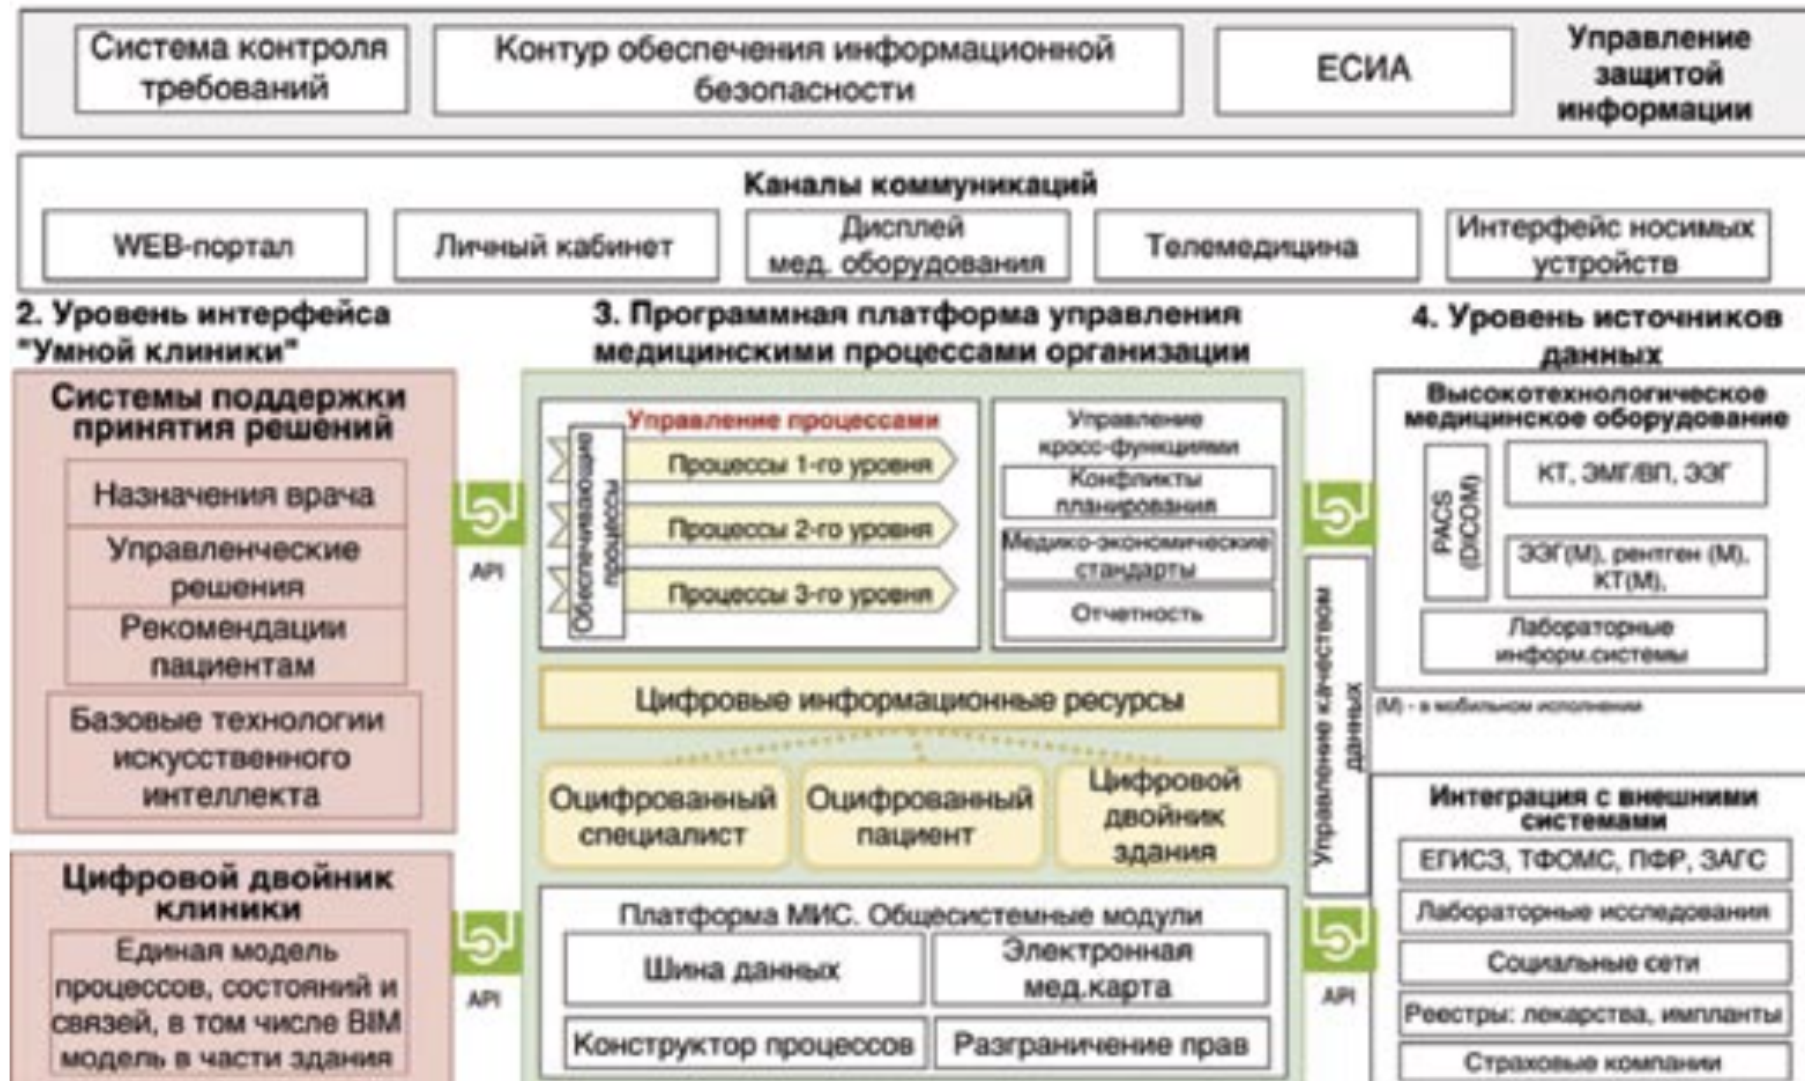 Система контроля
требований
Контур обеспечения информационной
безопасности
ЕСИА
Управление
защитой
информации
Каналы коммуникаций
WEB-портал
Личный кабинет
Дисплей
мед. оборудования
Телемедицина
Интерфейс носимых
устройств
2. Уровень интерфейса
"Умной клиники"
Системы поддержки
принятия решений
Назначения врача
Управленческие
решения
Рекомендации
пациентам
Базовые технологии
искусственного
интеллекта
Цифровой двойник
клиники
Единая модель
процессов, состояний и
связей, в том числе BIM
модель в части здания
API
API
3. Программная платформа управления
медицинскими процессами организации
Управление процессами
Обеспечивающие
процессы
Процессы 1-го уровня
Процессы 2-го уровня
Процессы 3-го уровня
Управление
кросс-функциями
Конфликты
планирования
Медико-экономические
стандарты
Отчетность
Цифровые информационные ресурсы
Оцифрованный
специалист
Оцифрованный
пациент
Цифровой
двойник
здания
Платформа МИС. Общесистемные модули
Шина данных
Электронная
мед.карта
Конструктор процессов
Разграничение прав
Управление качеством
данных
API
4. Уровень источников
данных
Высокотехнологическое
медицинское оборудование
PACS
(DICOM)
КТ, ЭМГ/ВП, ЭЭГ
ЭЭГ(М), рентген (М),
КТ(М),
Лабораторные
информ.системы
(М) - в мобильном исполнении
Интеграция с внешними
системами
ЕГИСЗ, ТФОМС, ПФР, ЗАГС
Лабораторные исследования
Социальные сети
Реестры: лекарства, импланты
Страховые компании